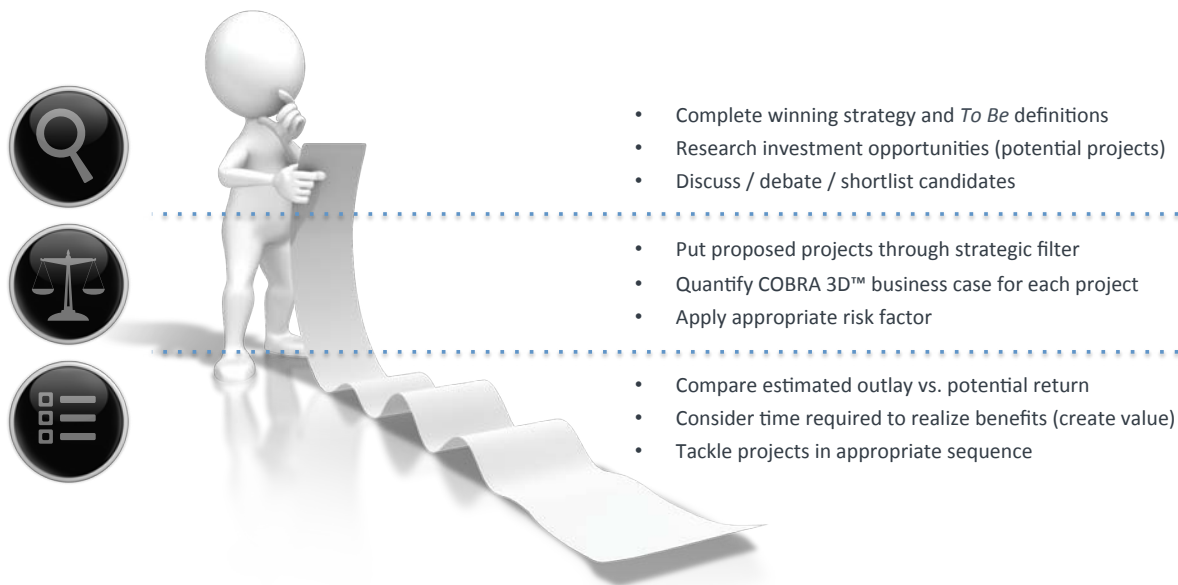 • Complete winning strategy and To Be definitions
• Research investment opportunities (potential projects)
• Discuss / debate / shortlist candidates
• Put proposed projects through strategic filter
• Quantify COBRA 3D™ business case for each project
• Apply appropriate risk factor
• Compare estimated outlay vs. potential return
• Consider time required to realize benefits (create value)
• Tackle projects in appropriate sequence